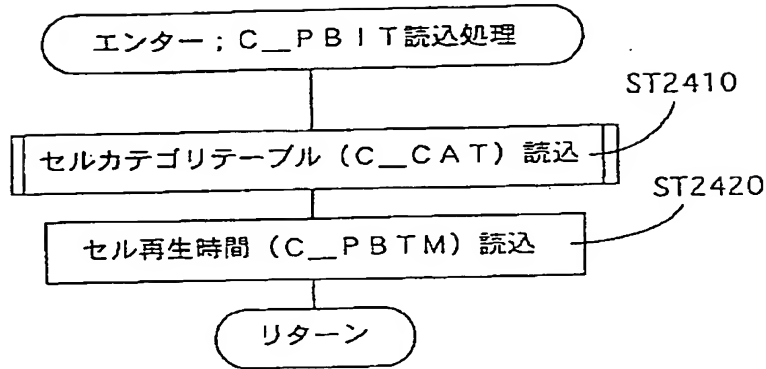 エンター；C＿PBIT読込処理
ST2410
セルカテゴリテーブル（C＿CAT）読込
ST2420
セル再生時間（C＿PBTM）読込
リターン